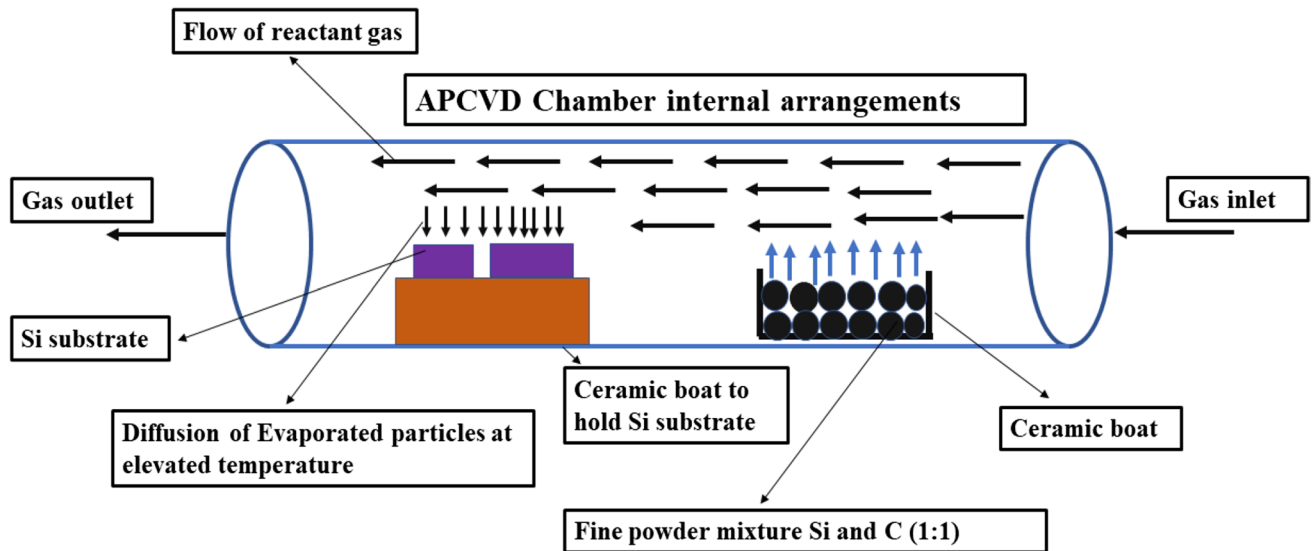 Flow of reactant gas
APCVD Chamber internal arrangements
Gas outlet
Gas inlet
Si substrate
Diffusion of Evaporated particles at
elevated temperature
Ceramic boat to
hold Si substrate
Ceramic boat
Fine powder mixture Si and C (1:1)